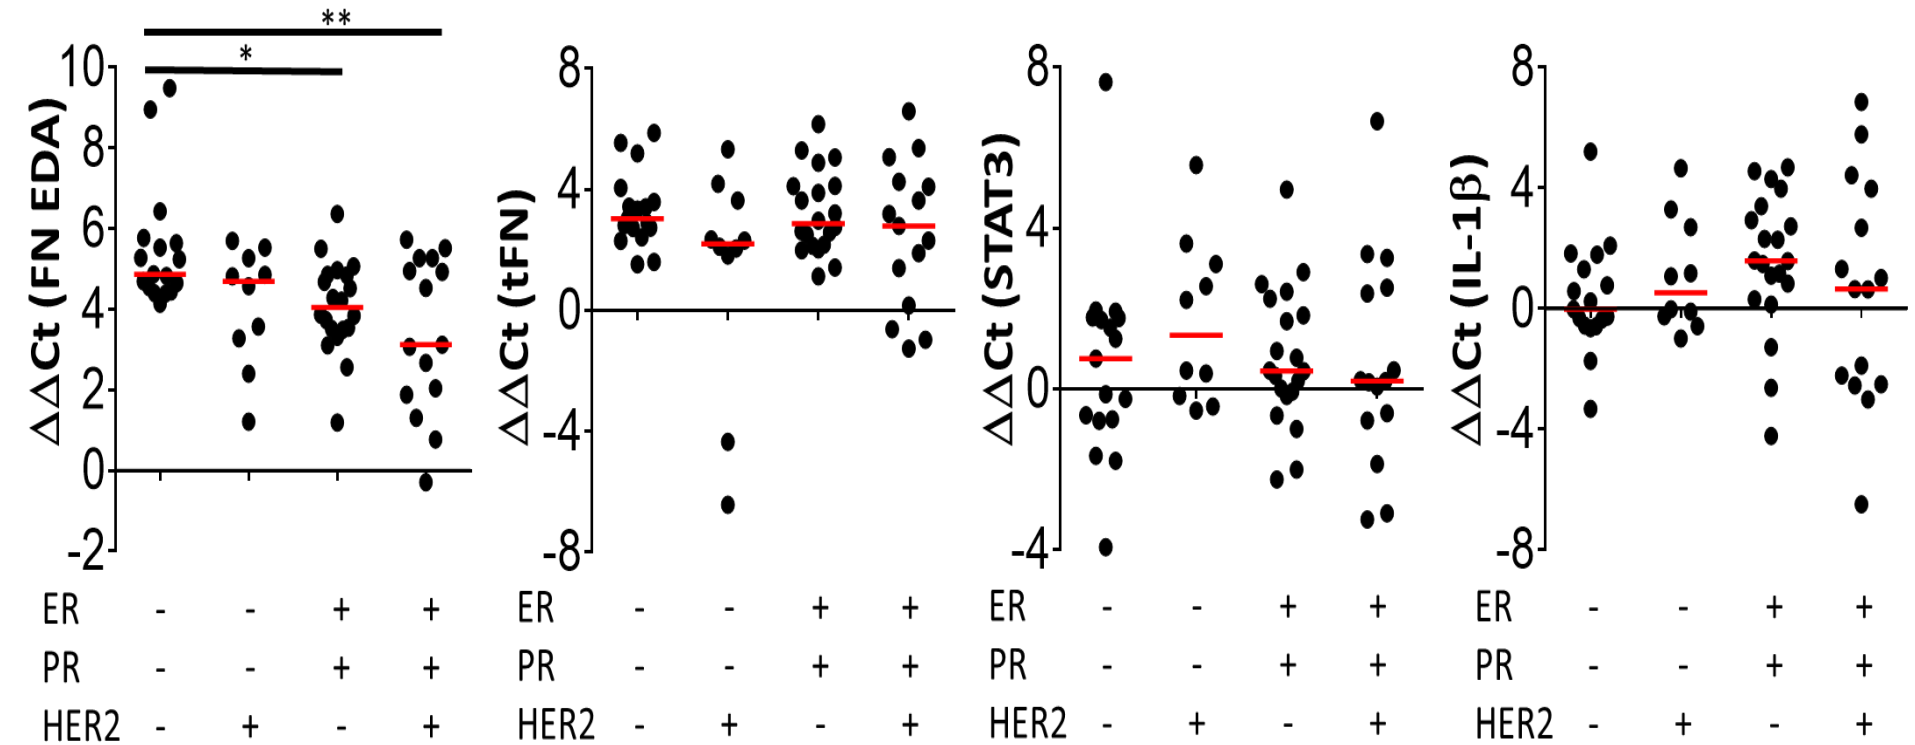 **
*
10
8
6
4
2
0
-2
ΔΔCt (FN EDA)
8
4
0
-4
-8
ΔΔCt (tFN)
8
4
0
-4
ΔΔCt (STAT3)
8
4
0
-4
-8
ΔΔCt (IL-1β)
ER - - + +
PR - - + +
HER2 - + - +
ER - - + +
PR - - + +
HER2 - + - +
ER - - + +
PR - - + +
HER2 - + - +
ER - - + +
PR - - + +
HER2 - + - +